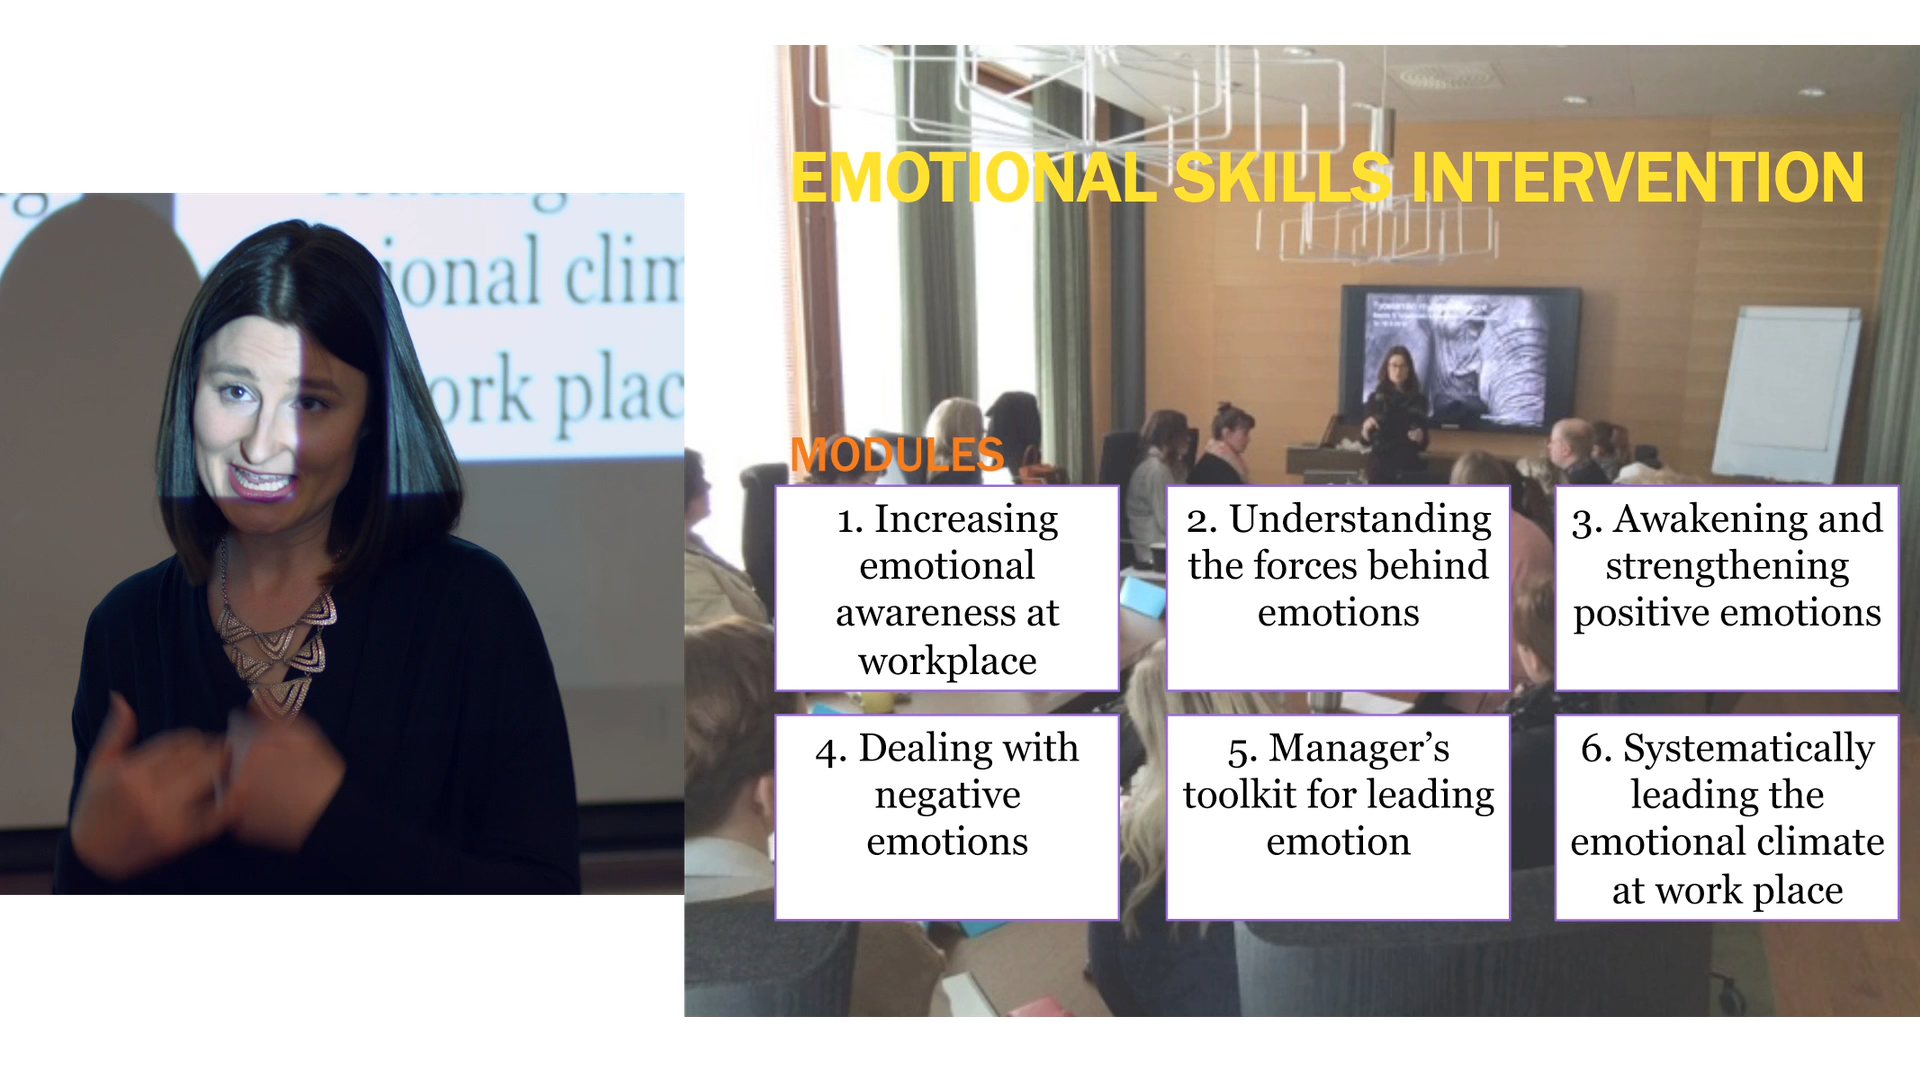 EMOTIONAL SKILLS INTERVENTION
MODULES
1. Increasing
emotional
awareness at
workplace
2. Understanding
the forces behind
emotions
3. Awakening and
strengthening
positive emotions
4. Dealing with
negative
emotions
5. Manager’s
toolkit for leading
emotion
6. Systematically
leading the
emotional climate
at work place
ional clim
ork plac